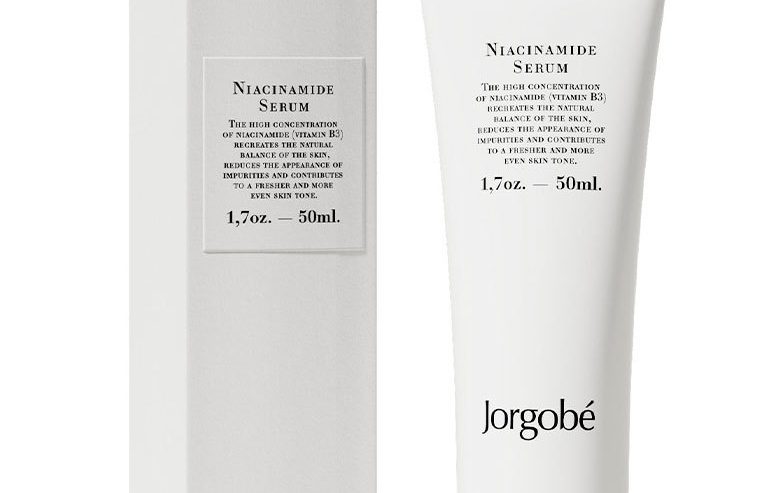 Niacinamide
Serum
The high concentration
of niacinamide (vitamin B3)
recreates the natural
balance of the skin,
reduces the appearance of
impurities and contributes
to a fresher and more
even skin tone.
1,7oz. — 50ml.
Niacinamide
Serum
The high concentration
of niacinamide (vitamin B3)
recreates the natural
balance of the skin,
reduces the appearance of
impurities and contributes
to a fresher and more
even skin tone.
1,7oz. — 50ml.
Jorgobé